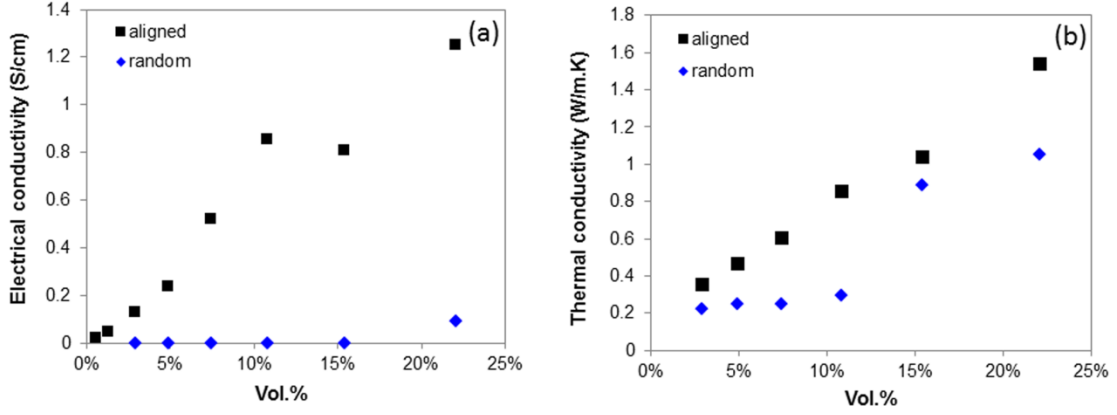 (a)
aligned
random
Electrical conductivity (S/cm)
1.4
1.2
1
0.8
0.6
0.4
0.2
0
0% 5% 10% 15% 20% 25%
Vol.%
(b)
aligned
random
Thermal conductivity (W/m.K)
1.8
1.6
1.4
1.2
1
0.8
0.6
0.4
0.2
0
0% 5% 10% 15% 20% 25%
Vol.%